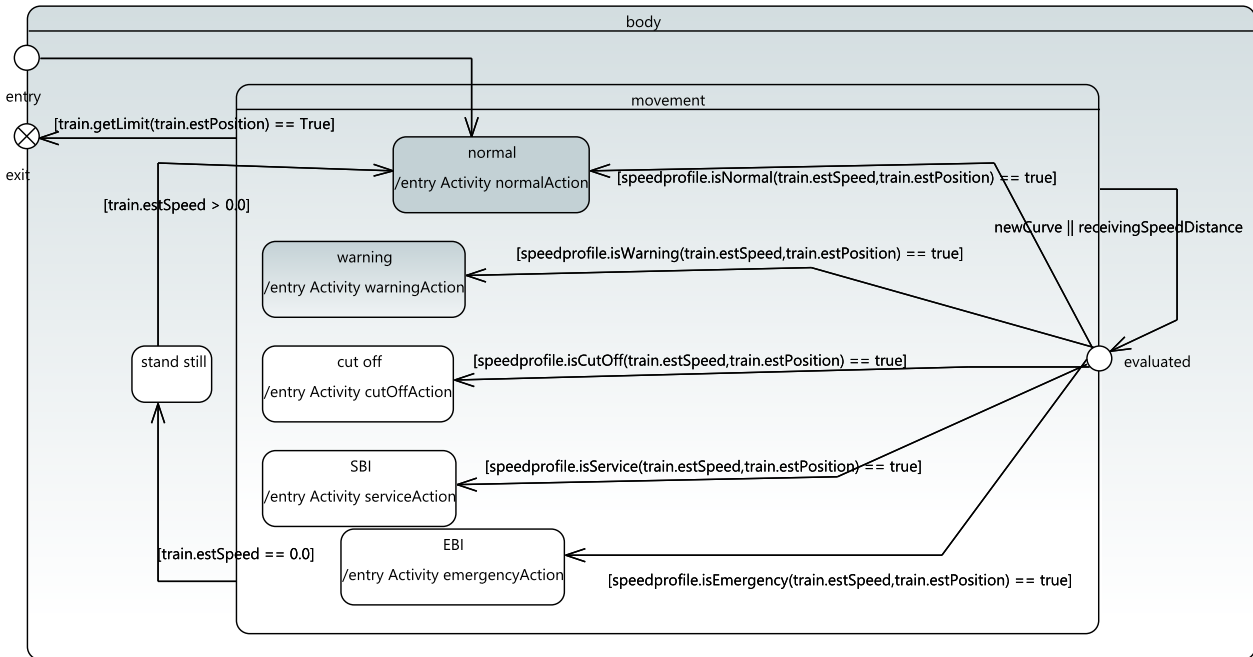 body
entry
movement
[train.getLimit(train.estPosition) == True]
exit
normal
/entry Activity normalAction
[speedprofile.isNormal(train.estSpeed,train.estPosition) == true]
[train.estSpeed > 0.0]
newCurve || receivingSpeedDistance
warning
/entry Activity warningAction
[speedprofile.isWarning(train.estSpeed,train.estPosition) == true]
stand still
cut off
/entry Activity cutOffAction
[speedprofile.isCutOff(train.estSpeed,train.estPosition) == true]
evaluated
SBI
/entry Activity serviceAction
[speedprofile.isService(train.estSpeed,train.estPosition) == true]
[train.estSpeed == 0.0]
EBI
/entry Activity emergencyAction
[speedprofile.isEmergency(train.estSpeed,train.estPosition) == true]